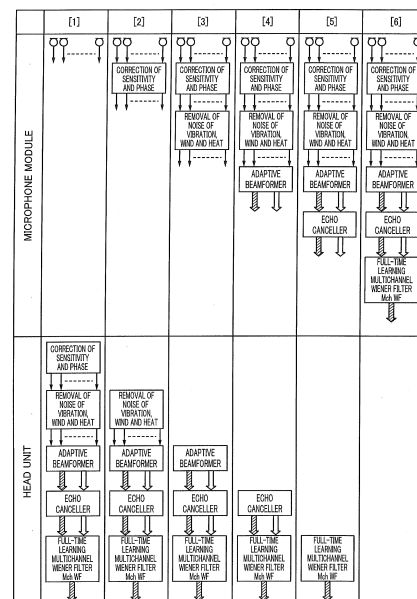 [1] [2] [3] [4] [5] [6]
MICROPHONE MODULE
CORRECTION OF
SENSITIVITY
AND PHASE
CORRECTION OF
SENSITIVITY
AND PHASE
REMOVAL OF
NOISE OF
VIBRATION,
WIND AND HEAT
CORRECTION OF
SENSITIVITY
AND PHASE
REMOVAL OF
NOISE OF
VIBRATION,
WIND AND HEAT
ADAPTIVE
BEAMFORMER
CORRECTION OF
SENSITIVITY
AND PHASE
REMOVAL OF
NOISE OF
VIBRATION,
WIND AND HEAT
ADAPTIVE
BEAMFORMER
ECHO
CANCELLER
CORRECTION OF
SENSITIVITY
AND PHASE
REMOVAL OF
NOISE OF
VIBRATION,
WIND AND HEAT
ADAPTIVE
BEAMFORMER
ECHO
CANCELLER
FULL-TIME
LEARNING
MULTICHANNEL
WIENER FILTER
Mch WF
HEAD UNIT
CORRECTION OF
SENSITIVITY
AND PHASE
REMOVAL OF
NOISE OF
VIBRATION,
WIND AND HEAT
ADAPTIVE
BEAMFORMER
ECHO
CANCELLER
FULL-TIME
LEARNING
MULTICHANNEL
WIENER FILTER
Mch WF
REMOVAL OF
NOISE OF
VIBRATION,
WIND AND HEAT
ADAPTIVE
BEAMFORMER
ECHO
CANCELLER
FULL-TIME
LEARNING
MULTICHANNEL
WIENER FILTER
Mch WF
ADAPTIVE
BEAMFORMER
ECHO
CANCELLER
FULL-TIME
LEARNING
MULTICHANNEL
WIENER FILTER
Mch WF
ECHO
CANCELLER
FULL-TIME
LEARNING
MULTICHANNEL
WIENER FILTER
Mch WF
FULL-TIME
LEARNING
MULTICHANNEL
WIENER FILTER
Mch WF